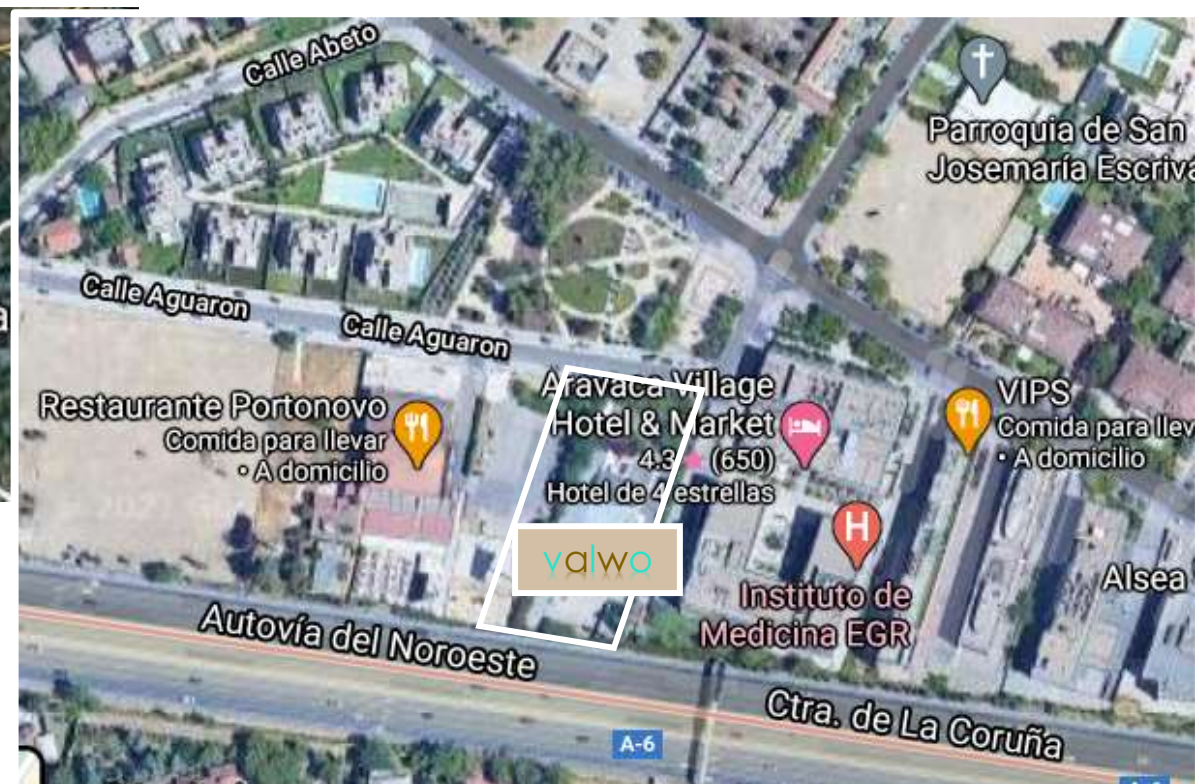 Calle Abeto
Parroquia de San
Josemaría Escriva
Calle Aguaron
Calle Aguaron
Restaurante Portonovo
Comida para llevar
• A domicilio
Aravaca Village
Hotel & Market
4.3 ★ (650)
Hotel de 4 estrellas
VIPS
Comida para llev
• A domicilio
valwo
H
Instituto de
Medicina EGR
Alsea
Autovía del Noroeste
Ctra. de La Coruña
A-6